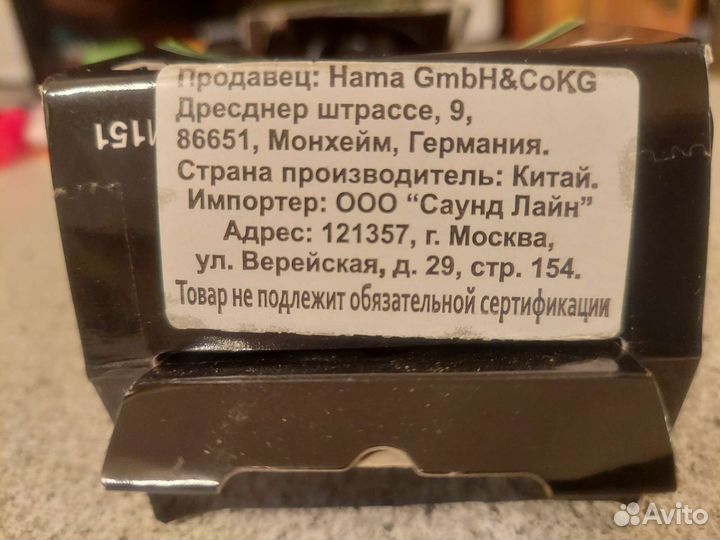 Продавец: Hama GmbH&CoKG
Дресднер штрассе, 9,
86651, Монхейм, Германия.
Страна производитель: Китай.
Импортер: ООО “Саунд Лайн”
Адрес: 121357, г. Москва,
ул. Верейская, д. 29, стр. 154.
Товар не подлежит обязательной сертификации
Avito